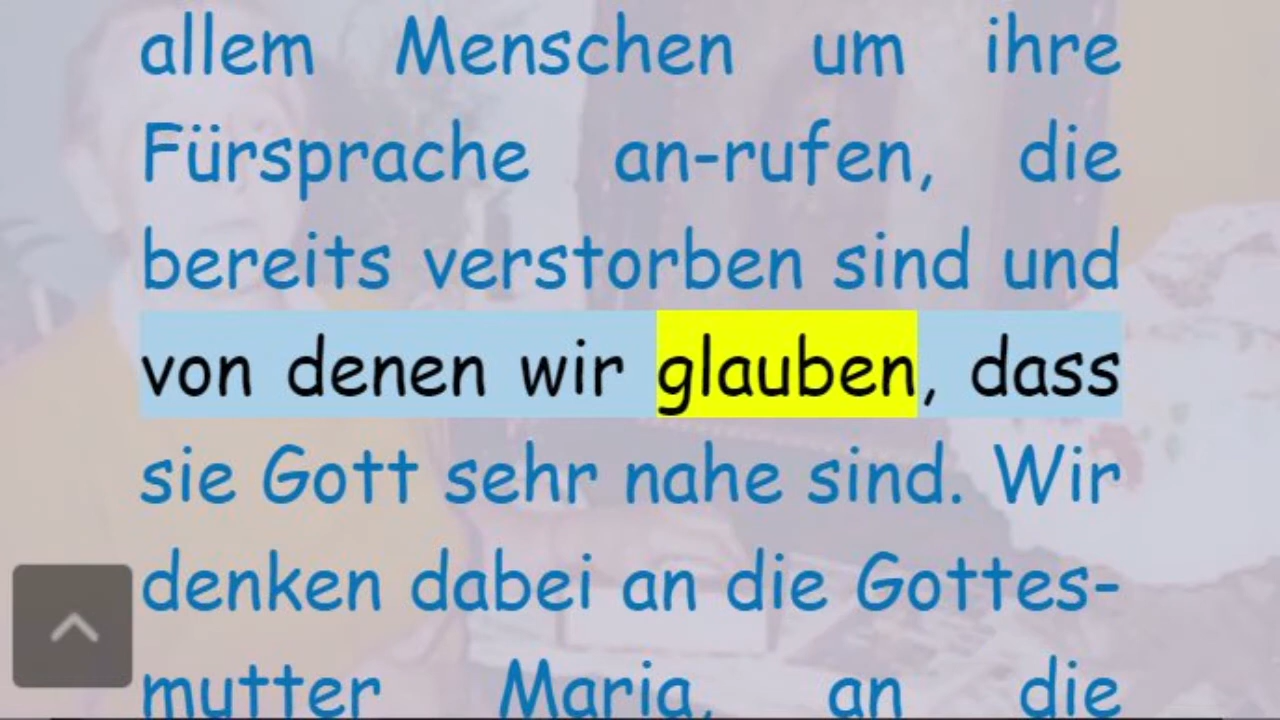 allem Menschen um ihre
Fürsprache an-rufen, die
bereits verstorben sind und
von denen wir glauben, dass
sie Gott sehr nahe sind. Wir
denken dabei an die Gottes-
mutter Maria, an die